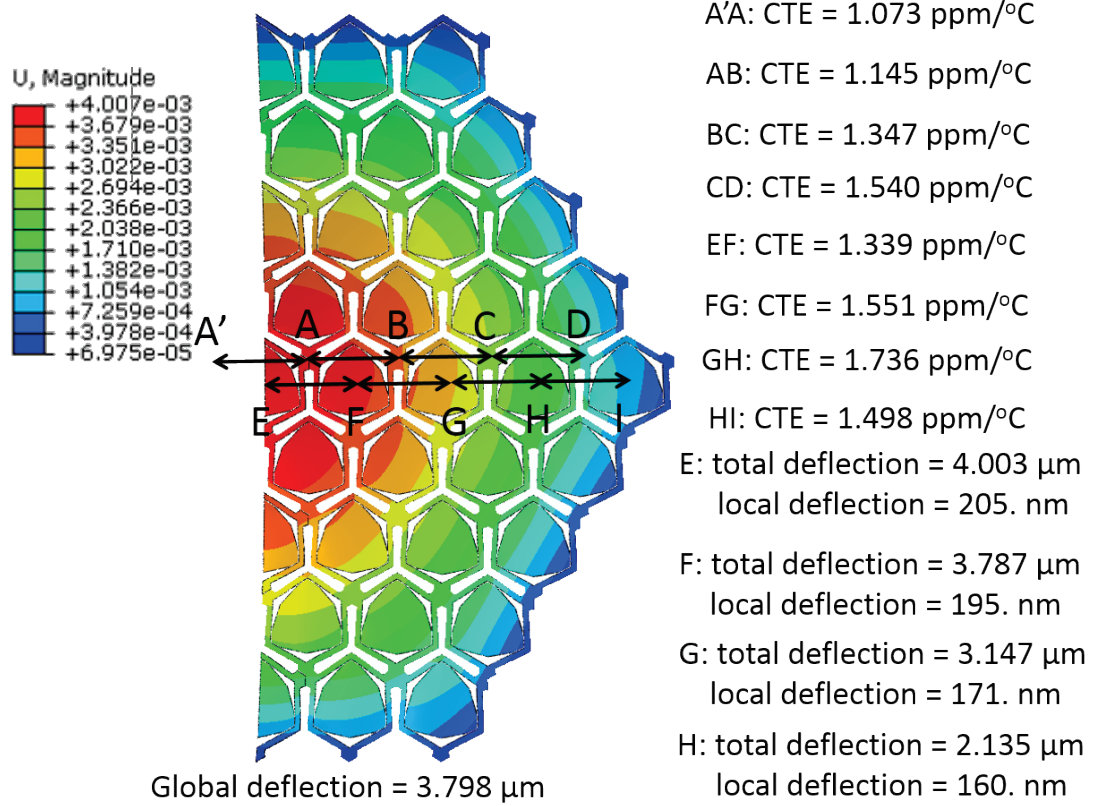 U, Magnitude
+4.007e-03
+3.679e-03
+3.351e-03
+3.022e-03
+2.694e-03
+2.366e-03
+2.038e-03
+1.710e-03
+1.382e-03
+1.054e-03
+7.259e-04
+3.978e-04
+6.975e-05
A’
A
B
C
D
E
F
G
H
I
Global deflection = 3.798 μm
A’A: CTE = 1.073 ppm/°C
AB: CTE = 1.145 ppm/°C
BC: CTE = 1.347 ppm/°C
CD: CTE = 1.540 ppm/°C
EF: CTE = 1.339 ppm/°C
FG: CTE = 1.551 ppm/°C
GH: CTE = 1.736 ppm/°C
HI: CTE = 1.498 ppm/°C
E: total deflection = 4.003 μm
local deflection = 205. nm
F: total deflection = 3.787 μm
local deflection = 195. nm
G: total deflection = 3.147 μm
local deflection = 171. nm
H: total deflection = 2.135 μm
local deflection = 160. nm